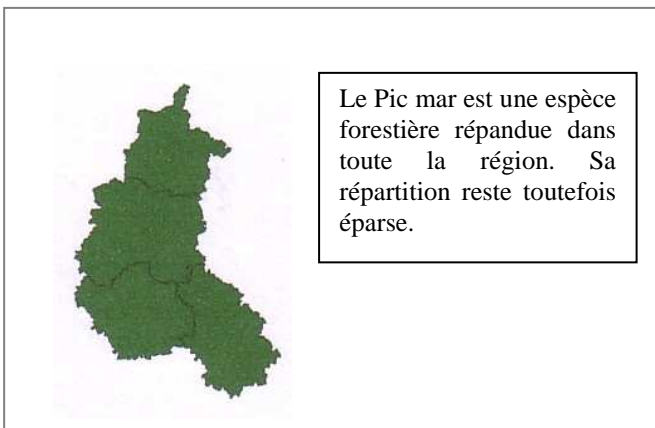 Le Pic mar est une espèce
forestière répandue dans
toute la région. Sa
répartition reste toutefois
éparse.